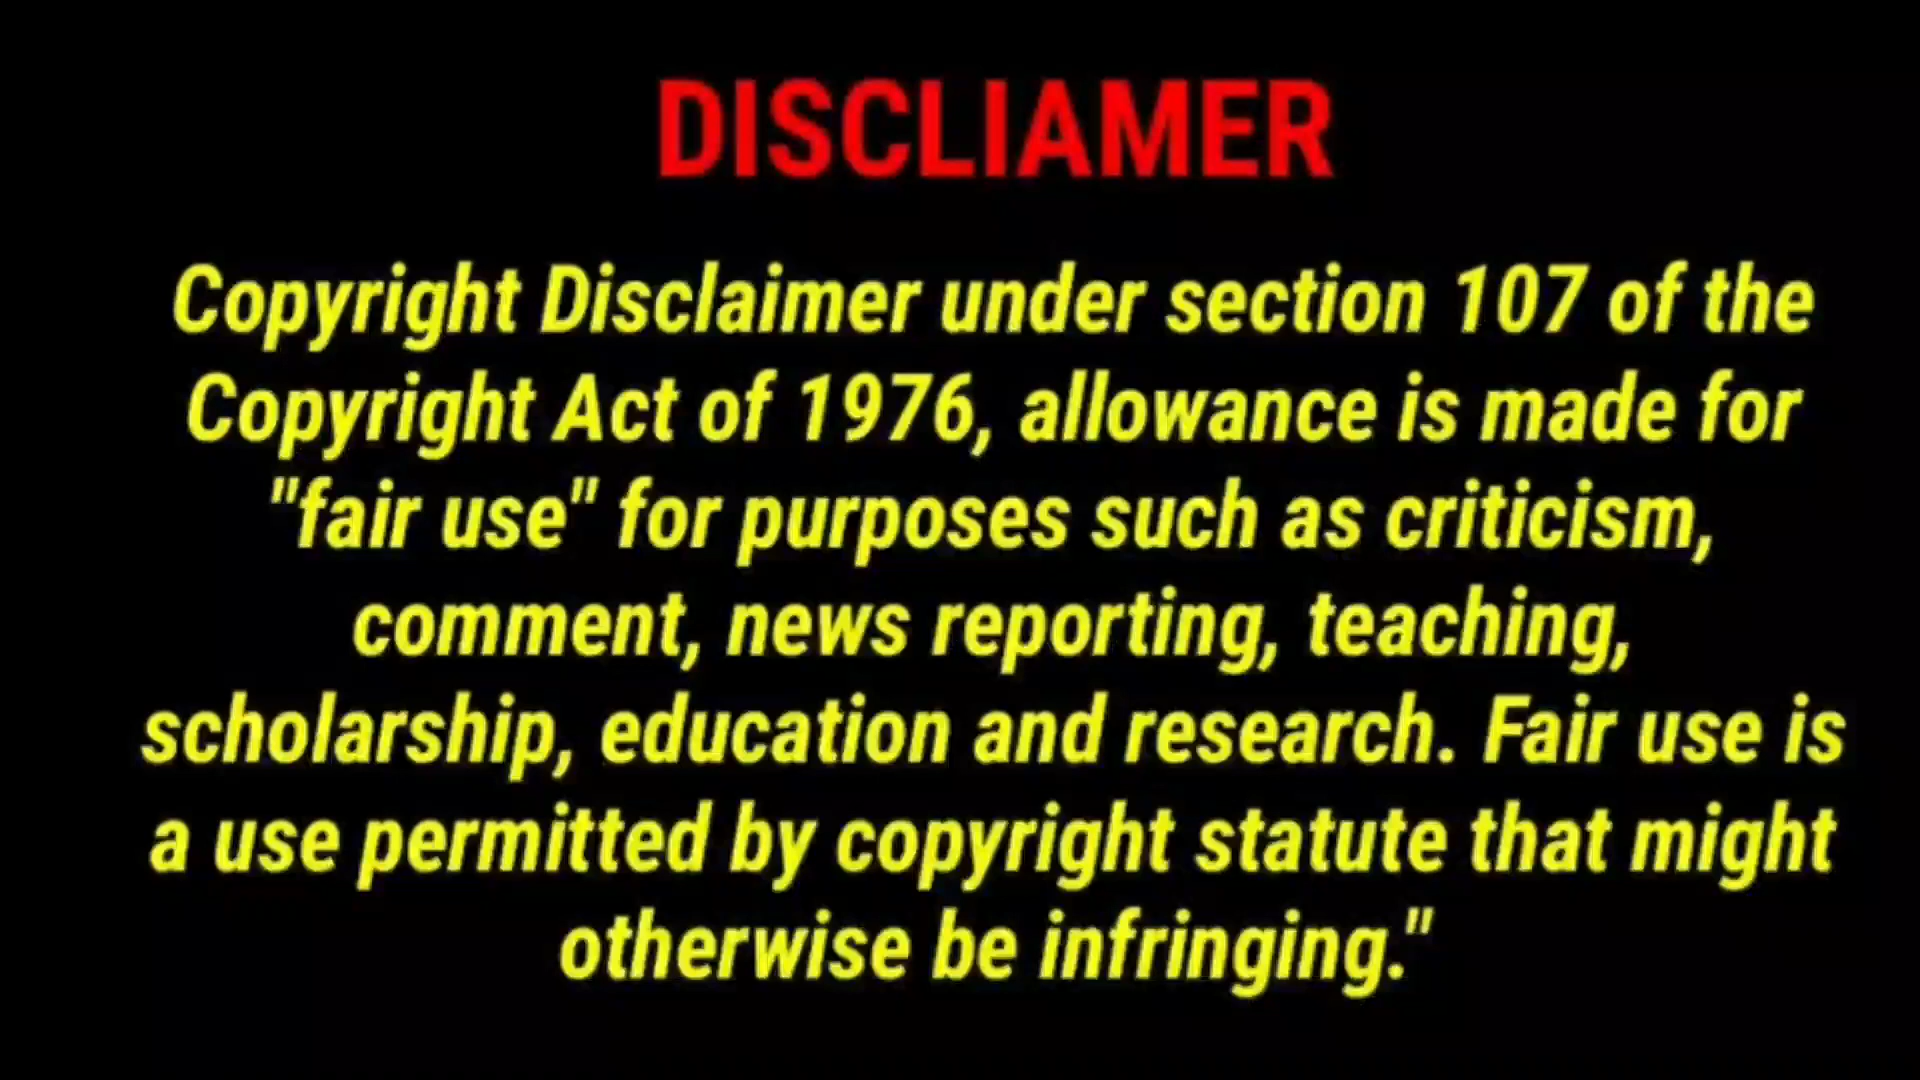 DISCLIAMER
Copyright Disclaimer under section 107 of the
Copyright Act of 1976, allowance is made for
"fair use" for purposes such as criticism,
comment, news reporting, teaching,
scholarship, education and research. Fair use is
a use permitted by copyright statute that might
otherwise be infringing."